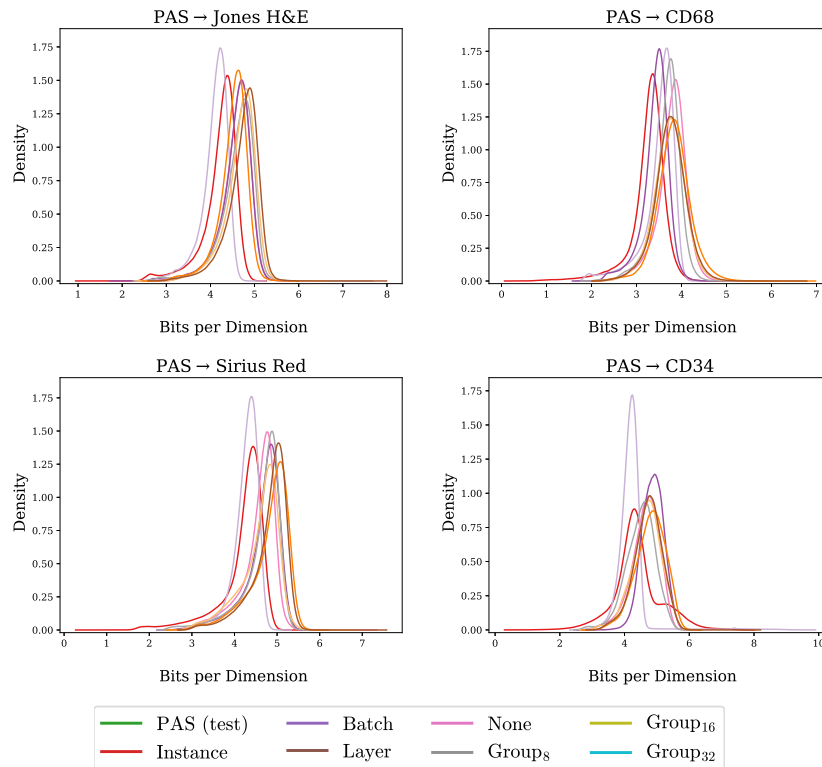 PAS → Jones H&E
Density
1.75
1.50
1.25
1.00
0.75
0.50
0.25
0.00
1 2 3 4 5 6 7 8
Bits per Dimension
PAS → CD68
Density
1.75
1.50
1.25
1.00
0.75
0.50
0.25
0.00
0 1 2 3 4 5 6 7
Bits per Dimension
PAS → Sirius Red
Density
1.75
1.50
1.25
1.00
0.75
0.50
0.25
0.00
0 1 2 3 4 5 6 7
Bits per Dimension
PAS → CD34
Density
1.75
1.50
1.25
1.00
0.75
0.50
0.25
0.00
0 2 4 6 8 10
Bits per Dimension
PAS (test) Batch None Group₁₆
Instance Layer Group₈ Group₃₂